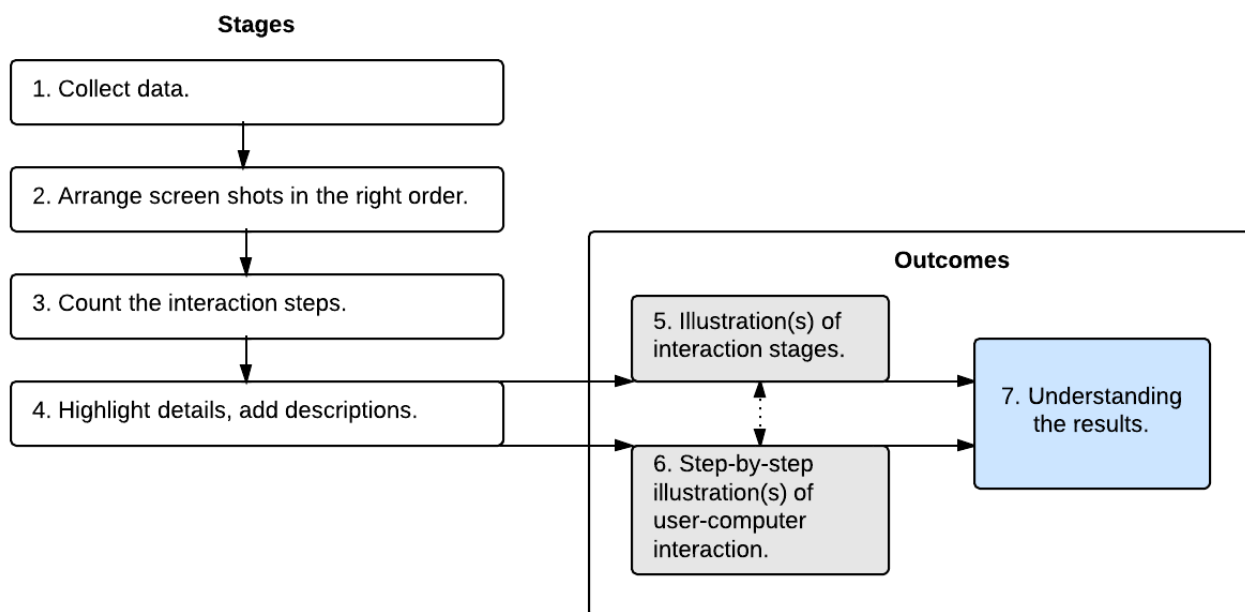 Stages
1. Collect data.
2. Arrange screen shots in the right order.
3. Count the interaction steps.
4. Highlight details, add descriptions.
Outcomes
5. Illustration(s) of
interaction stages.
6. Step-by-step
illustration(s) of
user-computer
interaction.
7. Understanding
the results.